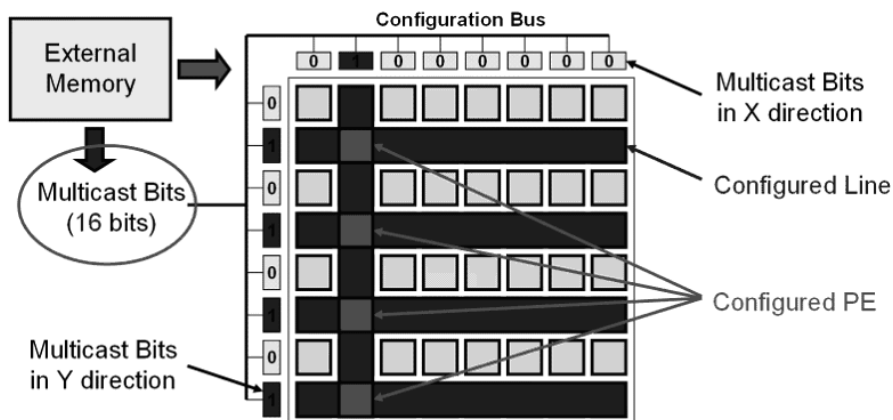 Configuration Bus
External
Memory
0 1 0 0 0 0 0 0
Multicast Bits
in X direction
0
1
Configured Line
Multicast Bits
(16 bits)
0
1
0
Configured PE
1
0
Multicast Bits
in Y direction
1